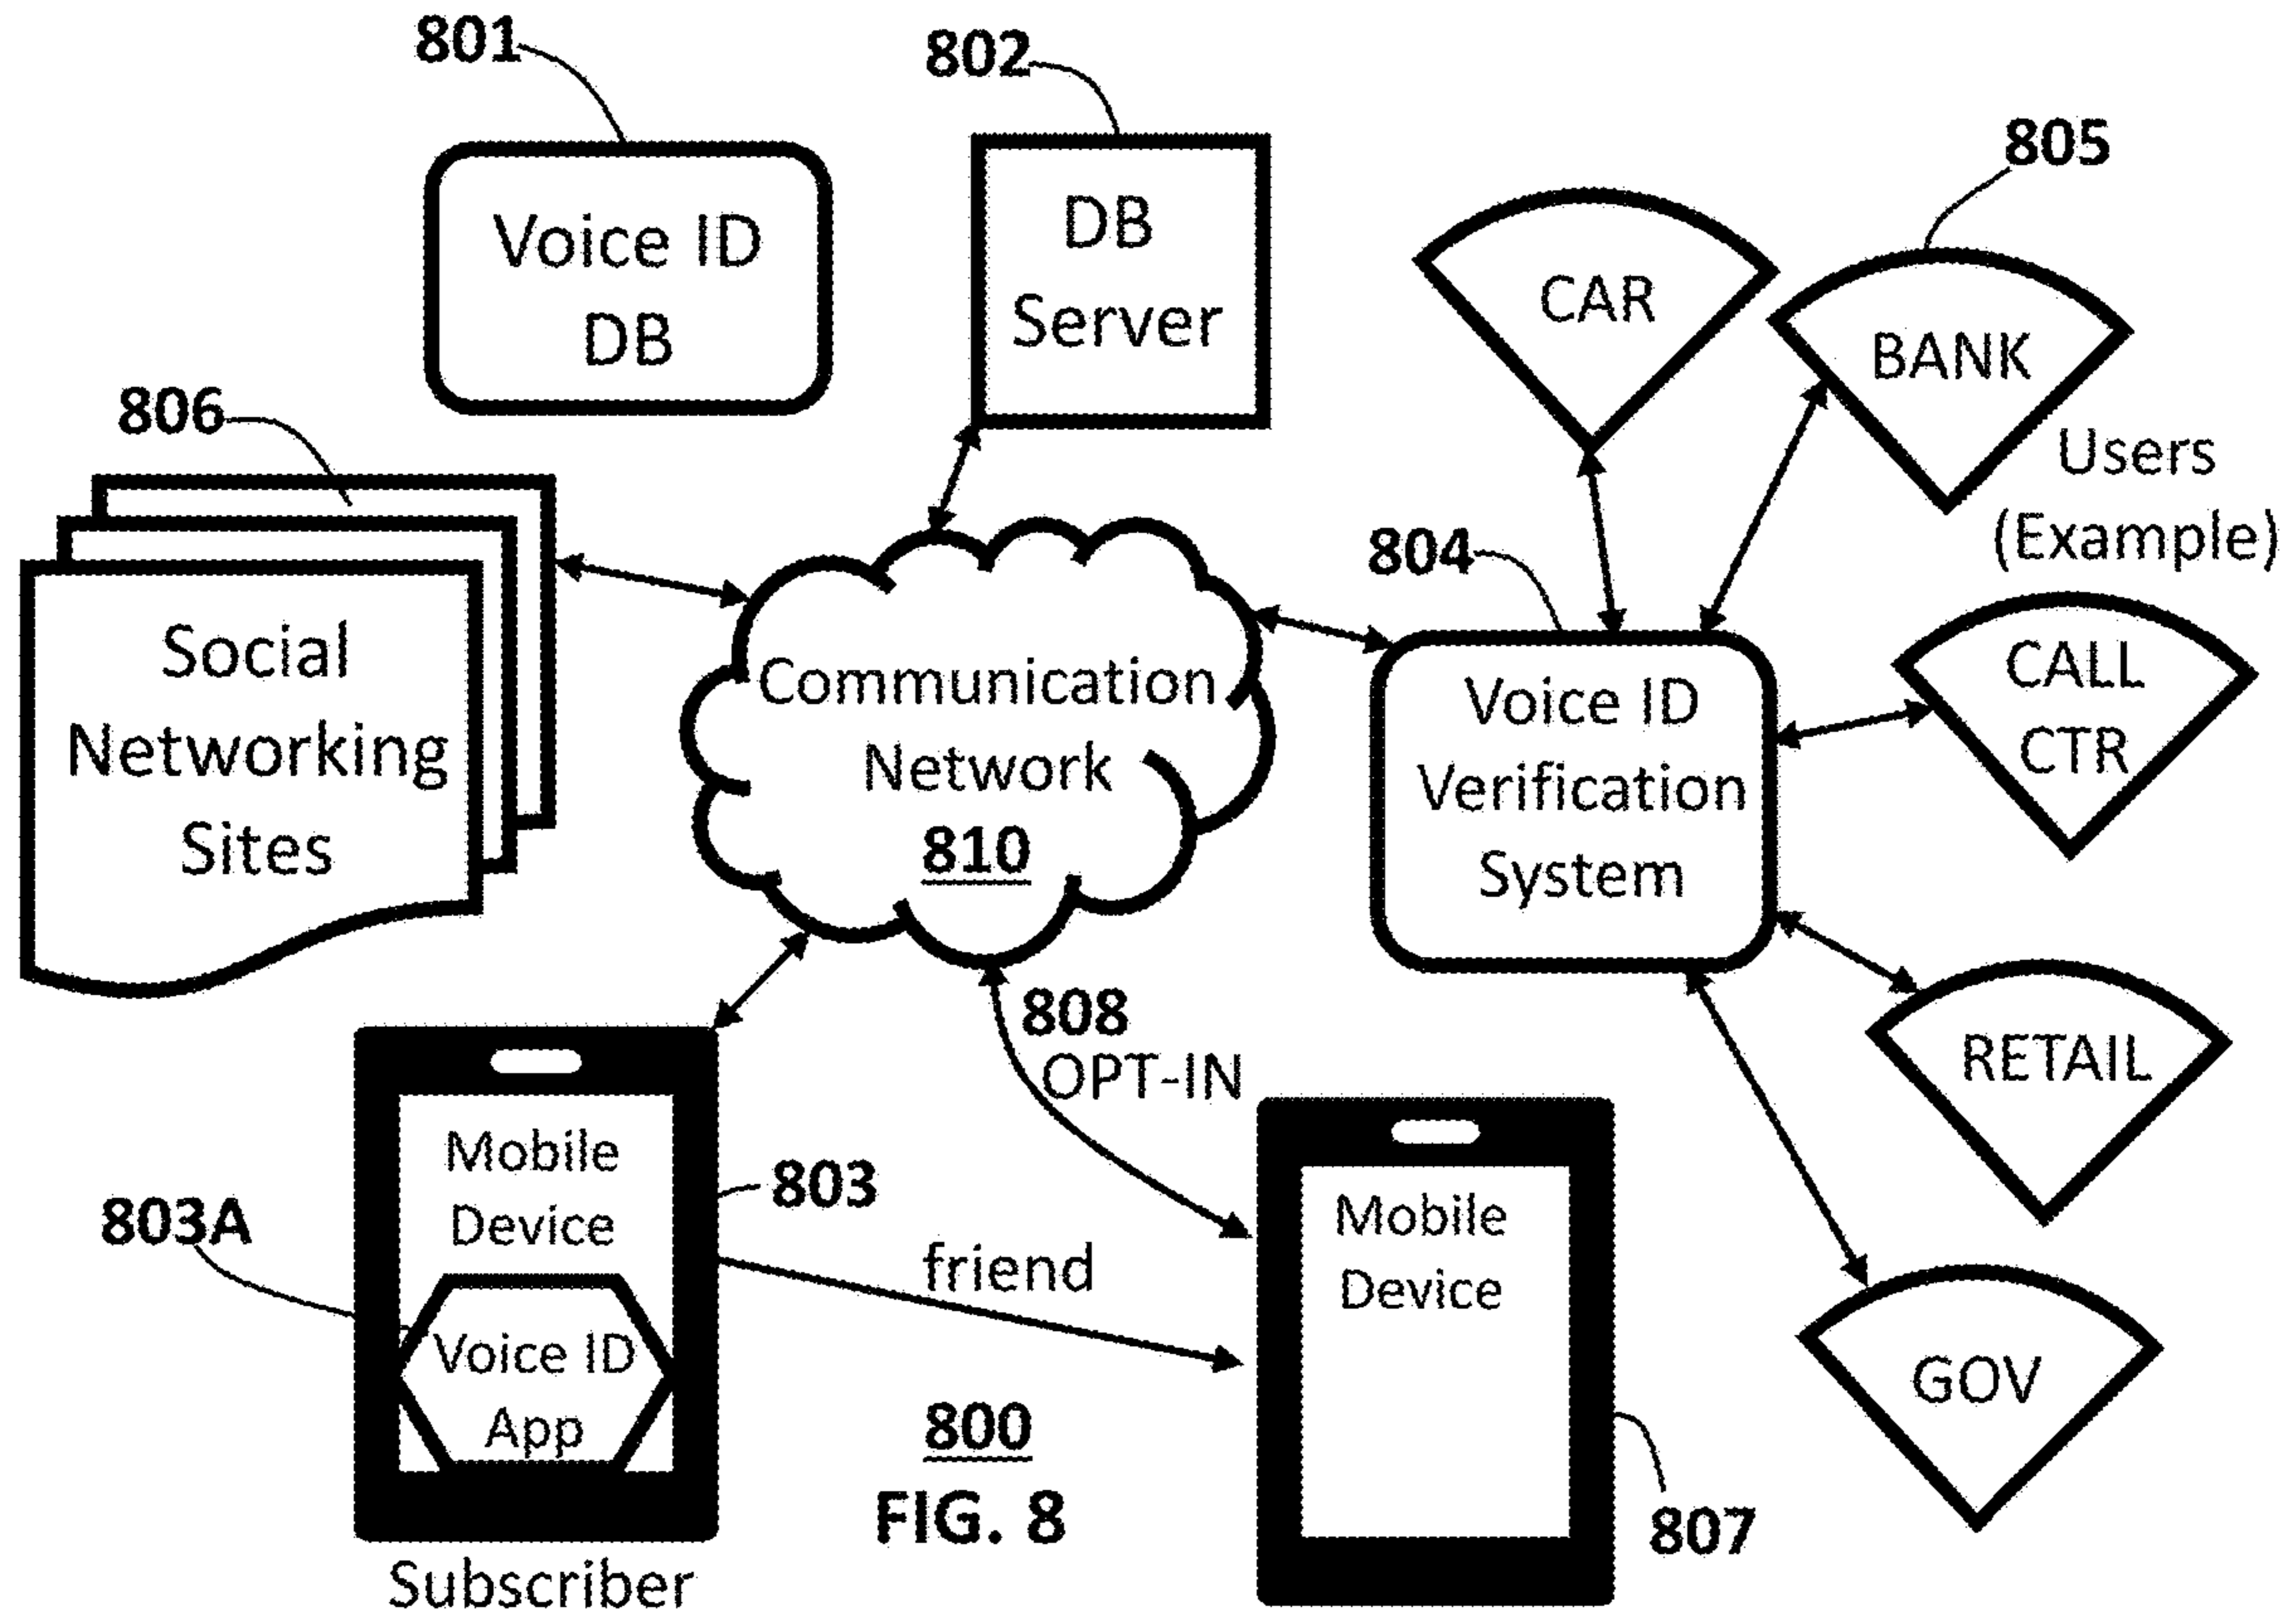 801
802
805
Voice ID
DB
DB
Server
CAR
BANK
Users
(Example)
806
804
Social
Networking
Sites
Communication
Network
810
Voice ID
Verification
System
CALL
CTR
808
OPT-IN
RETAIL
Mobile
Device
803
803A
Voice ID
App
friend
Mobile
Device
GOV
800
FIG. 8
807
Subscriber